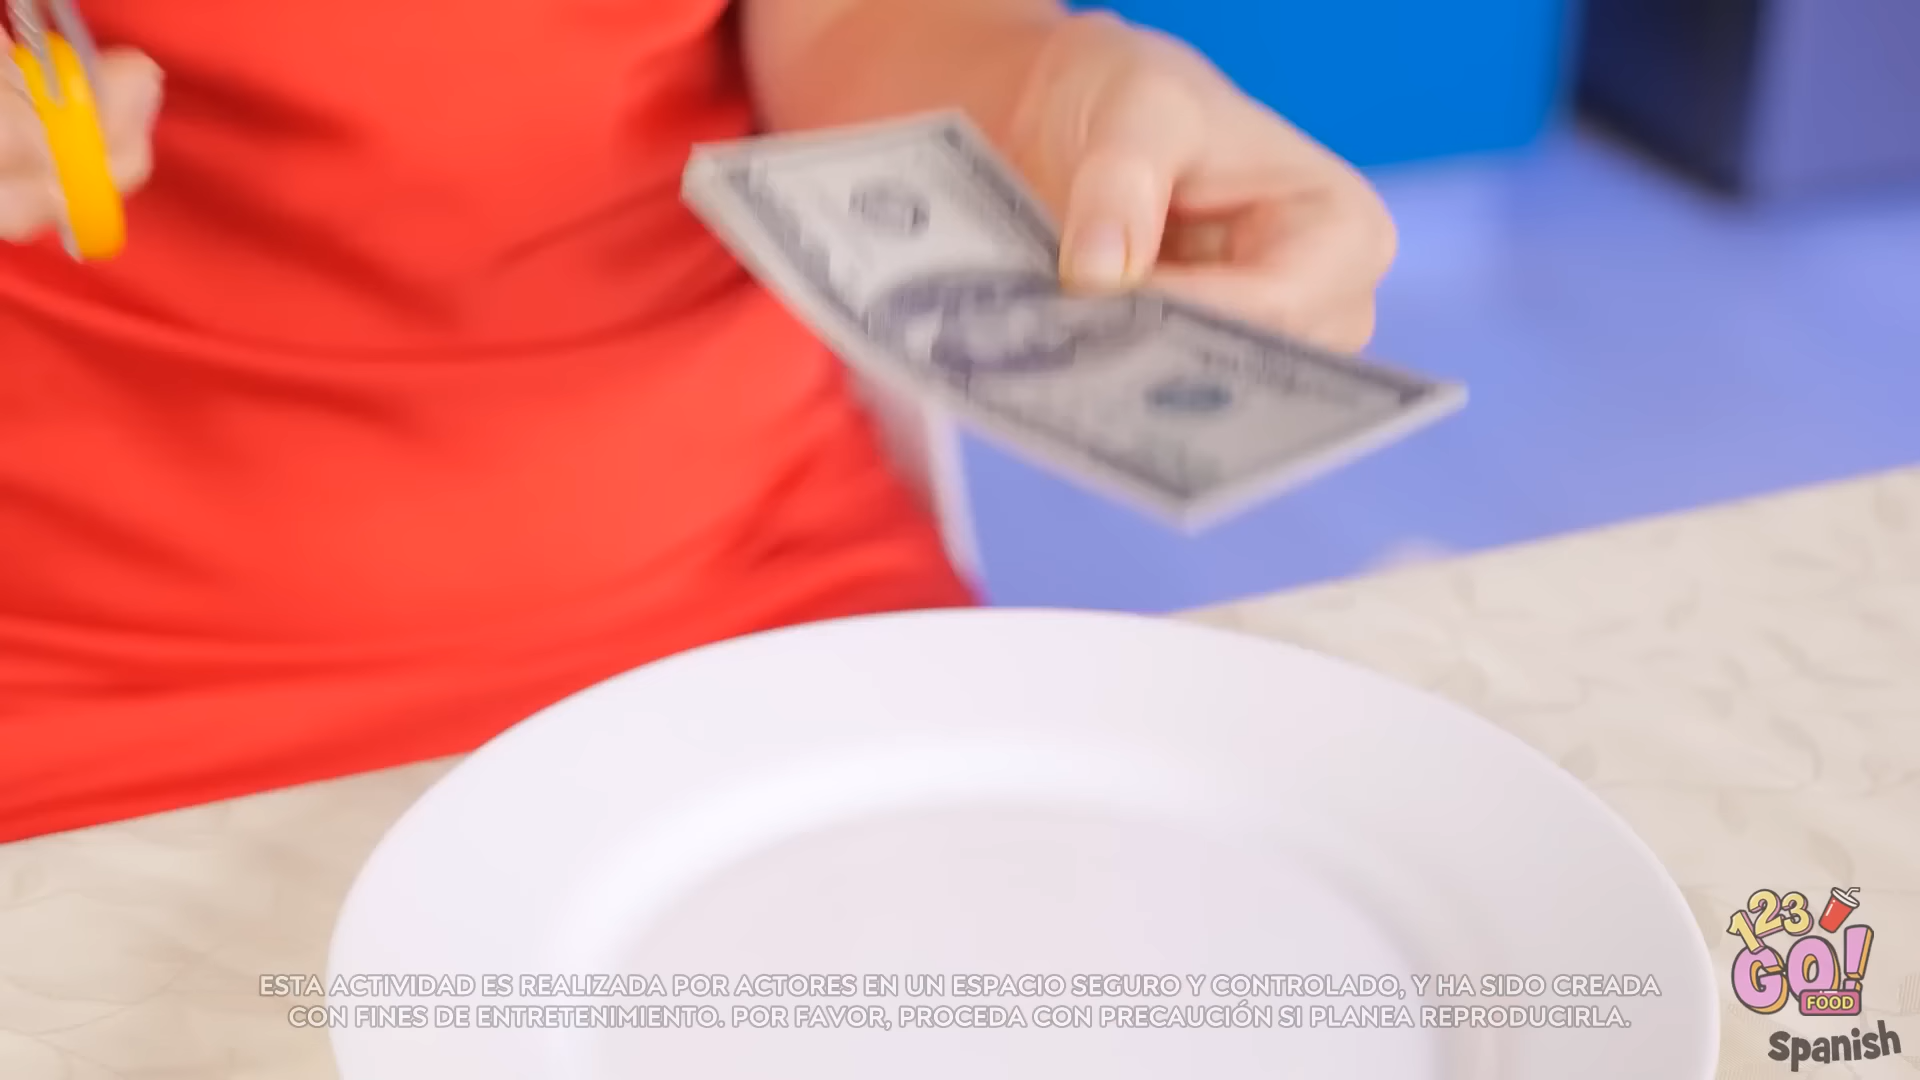 123
GO!
FOOD
Spanish
ESTA ACTIVIDAD ES REALIZADA POR ACTORES EN UN ESPACIO SEGURO Y CONTROLADO, Y HA SIDO CREADA
CON FINES DE ENTRETENIMIENTO. POR FAVOR, PROCEDA CON PRECAUCIÓN SI PLANEA REPRODUCIRLA.